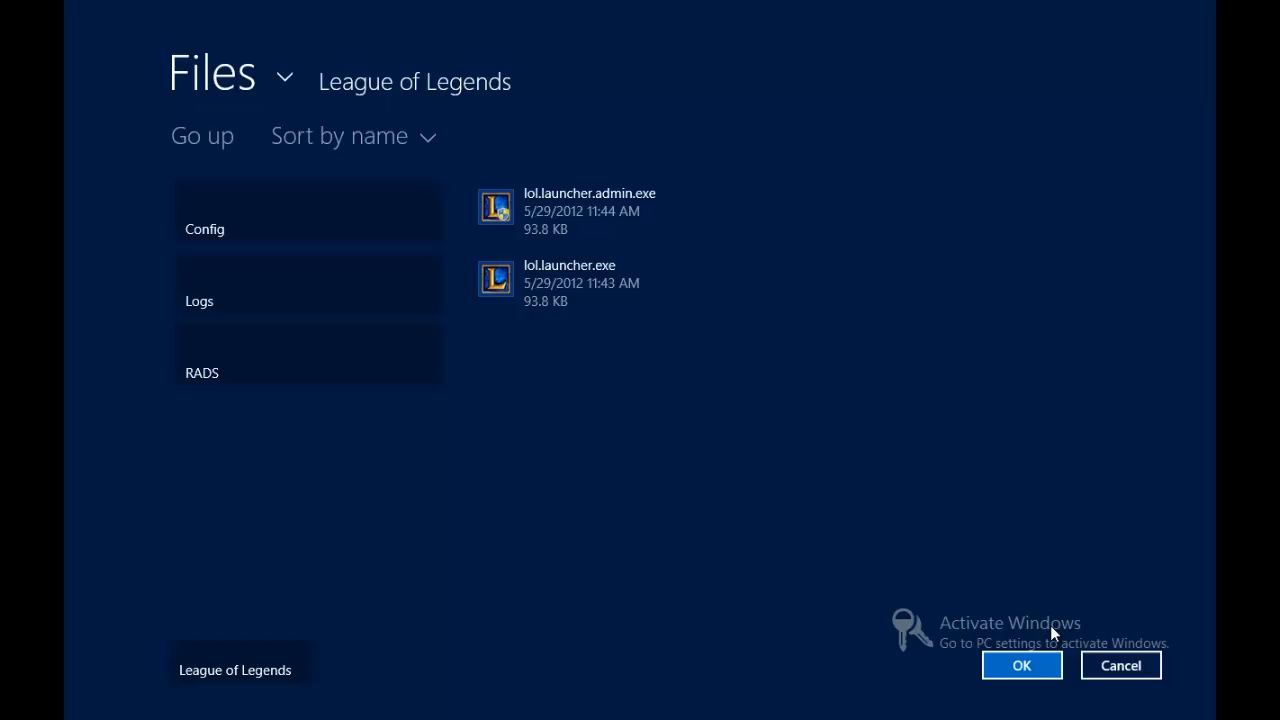 Files
League of Legends
Go up
Sort by name
Config
Logs
RADS
lol.launcher.admin.exe
5/29/2012 11:44 AM
93.8 KB
lol.launcher.exe
5/29/2012 11:43 AM
93.8 KB
Activate Windows
Go to PC settings to activate Windows.
League of Legends
OK
Cancel